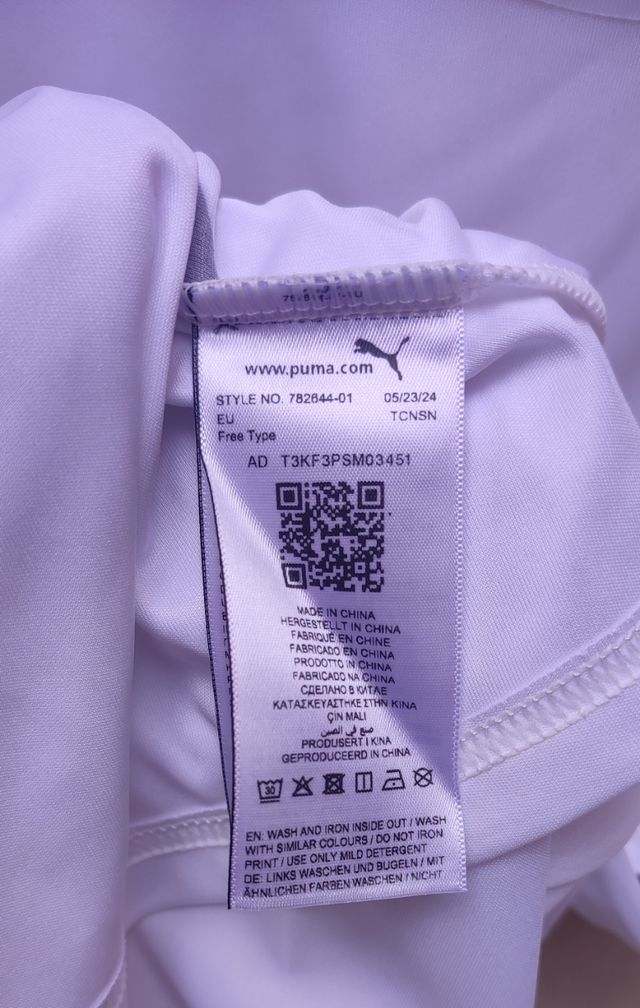 www.puma.com
STYLE NO. 782644-01 05/23/24
EU TCNSN
Free Type
AD T3KF3PSM03451
MADE IN CHINA
HERGESTELLT IN CHINA
FABRIQUÉ EN CHINE
FABRICADO EN CHINA
PRODOTTO IN CHINA
FABRICADO NA CHINA
СДЕЛАНО В КИТАЕ
ΚΑΤΑΣΚΕΥΑΣΤΗΚΕ ΣΤΗΝ ΚΙΝΑ
ÇIN MALI
صنع في الصين
PRODUSERT I KINA
GEPRODUCEERD IN CHINA
30
EN: WASH AND IRON INSIDE OUT / WASH
WITH SIMILAR COLOURS / DO NOT IRON
PRINT / USE ONLY MILD DETERGENT
DE: LINKS WASCHEN UND BÜGELN / MIT
ÄHNLICHEN FARBEN WASCHEN / NICHT